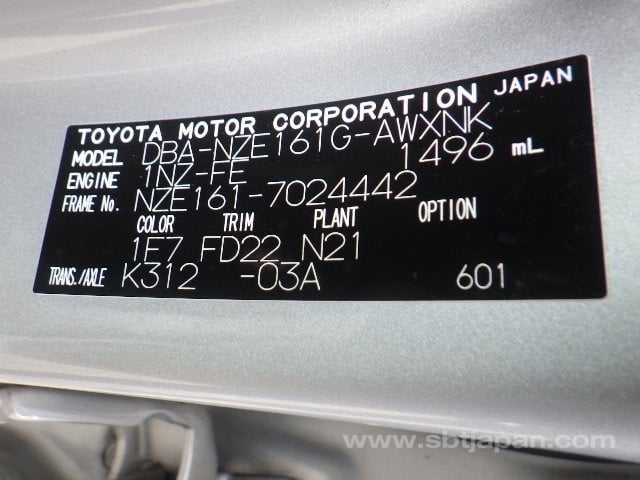 TOYOTA MOTOR CORPORATION JAPAN
MODEL DBA-NZE161G-AWXNK
ENGINE 1NZ-FE 1496 mL
FRAME No. NZE161-7024442
COLOR TRIM PLANT OPTION
1E7 FD22 N21
TRANS./AXLE K312 -03A 601
www.sbtjapan.com